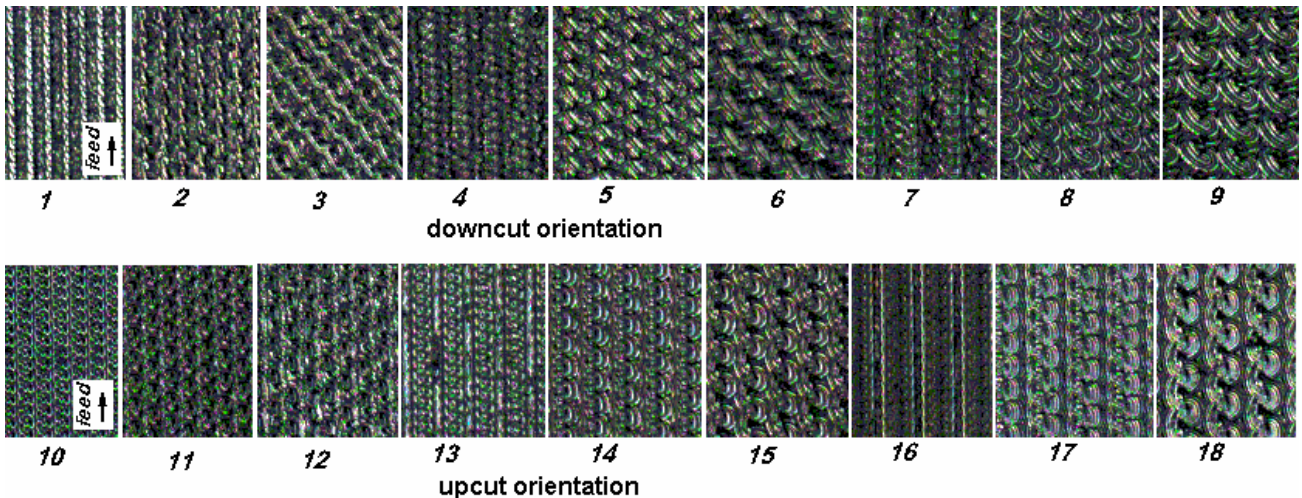 feed
1 2 3 4 5 6 7 8 9
downcut orientation
feed
10 11 12 13 14 15 16 17 18
upcut orientation